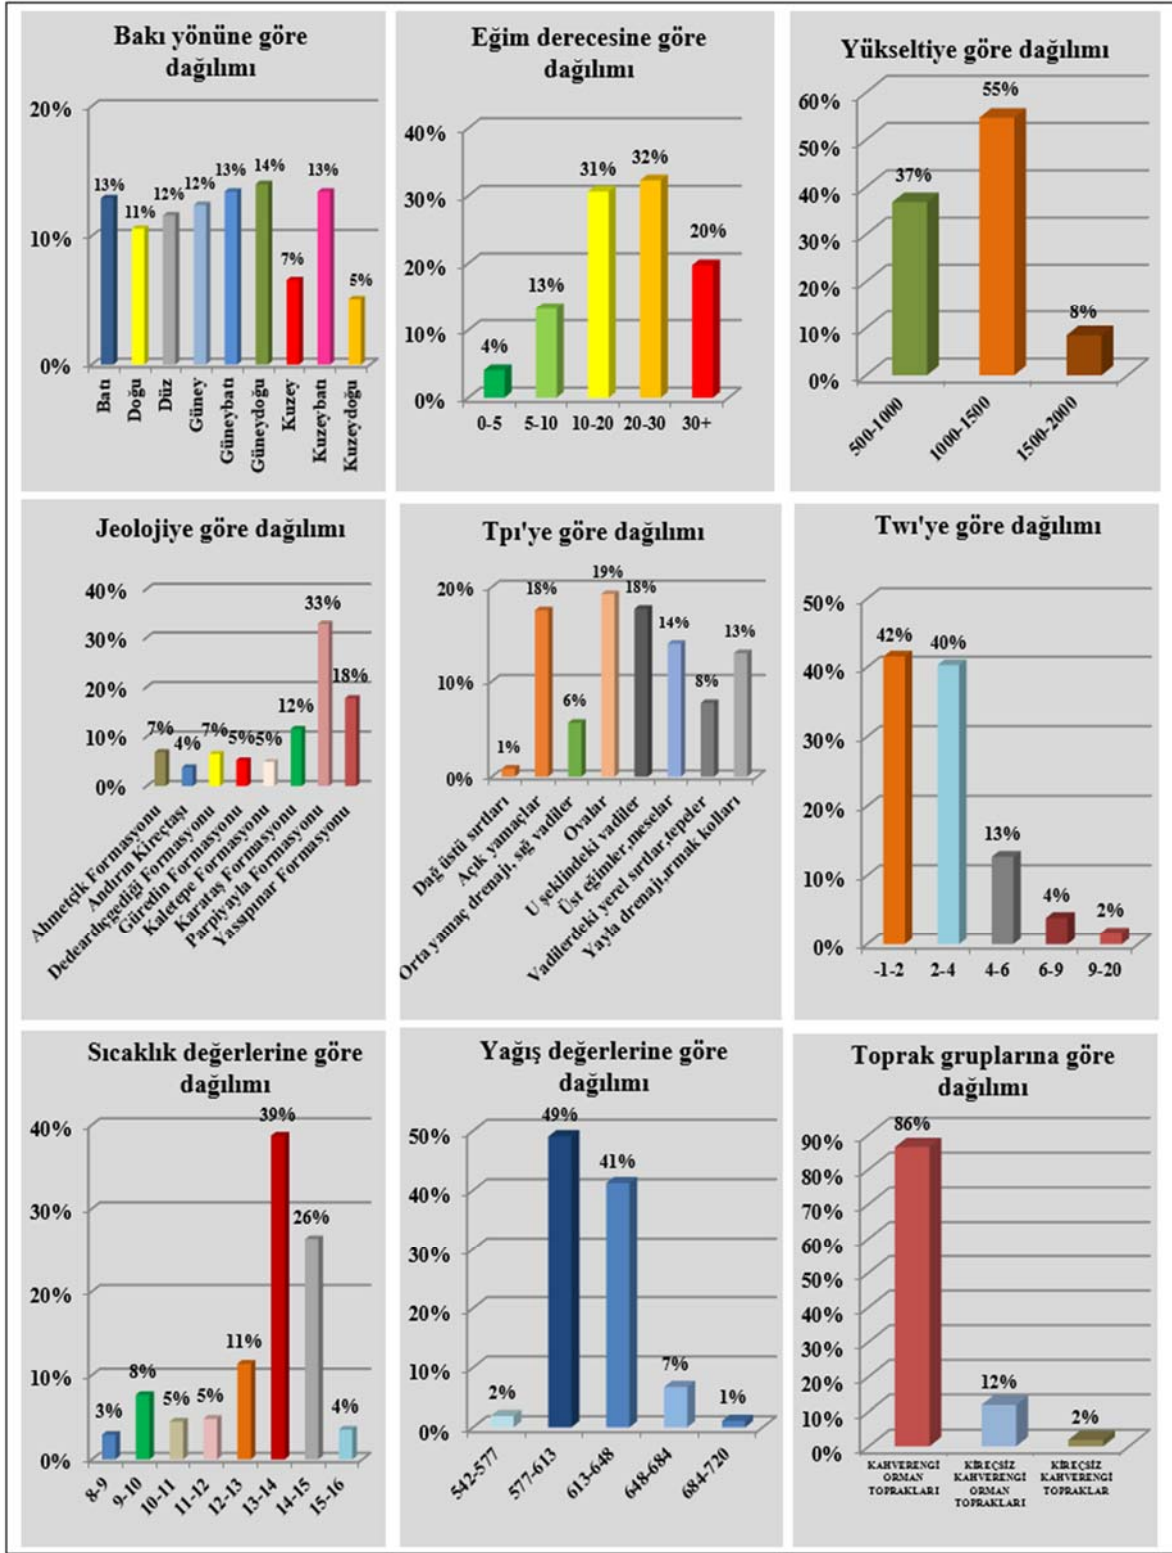 Bakı yönüne göre
dağılımı
20%
10%
0%
13%
11%
12%
12%
13%
14%
7%
13%
5%
Batı
Doğu
Düz
Güney
Güneybatı
Güneydoğu
Kuzey
Kuzeybatı
Kuzeydoğu
Eğim derecesine göre
dağılımı
40%
30%
20%
10%
0%
4%
13%
31%
32%
20%
0-5
5-10
10-20
20-30
30+
Yükseltiye göre dağılımı
60%
50%
40%
30%
20%
10%
0%
37%
55%
8%
500-1000
1000-1500
1500-2000
Jeolojiye göre dağılımı
40%
30%
20%
10%
0%
7%
4%
7%
5%
5%
12%
33%
18%
Ahmetçik Formasyonu
Andırın Kireçtaşı
Dedeardıçgediği Formasyonu
Güredin Formasyonu
Kaletepe Formasyonu
Karataş Formasyonu
Parpiyayla Formasyonu
Yassıpınar Formasyonu
Tpı'ye göre dağılımı
20%
10%
0%
1%
18%
6%
19%
18%
14%
8%
13%
Dağ üstü sırtları
Açık yamaçlar
Orta yamaç drenajı, sığ vadiler
Ovalar
U şeklindeki vadiler
Üst eğimler,meselar
Vadilerdeki yerel sırtlar,tepeler
Yayla drenajı,ırmak kolları
Twı'ye göre dağılımı
50%
40%
30%
20%
10%
0%
42%
40%
13%
4%
2%
-1-2
2-4
4-6
6-9
9-20
Sıcaklık değerlerine göre
dağılımı
40%
30%
20%
10%
0%
3%
8%
5%
5%
11%
39%
26%
4%
8-9
9-10
10-11
11-12
12-13
13-14
14-15
15-16
Yağış değerlerine göre
dağılımı
50%
40%
30%
20%
10%
0%
2%
49%
41%
7%
1%
542-577
577-613
613-648
648-684
684-720
Toprak gruplarına göre
dağılımı
90%
80%
70%
60%
50%
40%
30%
20%
10%
0%
86%
12%
2%
KAHVERENGİ
ORMAN
TOPRAKLARI
KİREÇSİZ
KAHVERENGİ
ORMAN
TOPRAKLARI
KİREÇSİZ
KAHVERENGİ
TOPRAKLAR